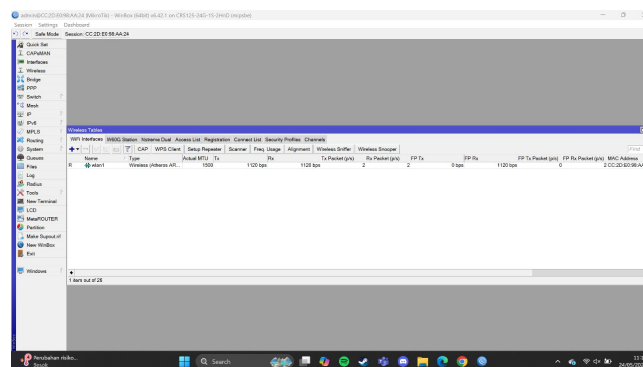 admin@CC:2D:E0:98:AA:24 (MikroTik) - WinBox (64bit) v6.42.1 on CRS125-24G-1S-2HnD (mipsbe)
Session Settings Dashboard
Safe Mode Session: CC:2D:E0:98:AA:24
Quick Set
CAPsMAN
Interfaces
Wireless
Bridge
PPP
Switch
Mesh
IP
IPv6
MPLS
Routing
System
Queues
Files
Log
Radius
Tools
New Terminal
LCD
MetaROUTER
Partition
Make Supout.rif
New WinBox
Exit
Windows
Wireless Tables
WiFi Interfaces W60G Station Nstreme Dual Access List Registration Connect List Security Profiles Channels
CAP WPS Client Setup Repeater Scanner Freq. Usage Alignment Wireless Sniffer Wireless Snooper Find
Name Type Actual MTU Tx Rx Tx Packet (p/s) Rx Packet (p/s) FP Tx FP Rx FP Tx Packet (p/s) FP Rx Packet (p/s) MAC Address
R wlan1 Wireless (Atheros AR... 1500 1120 bps 1120 bps 2 2 0 bps 1120 bps 0 2 CC:2D:E0:98:AA
1 item out of 26
Perubahan risiko...
Besok
Search